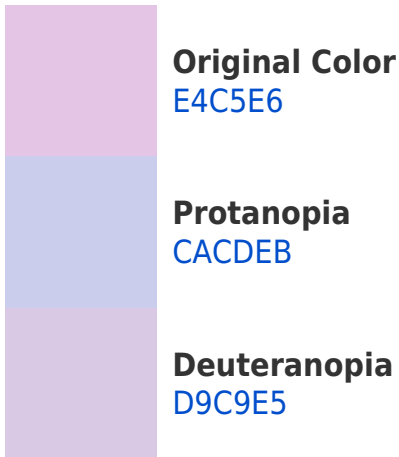 Original Color
E4C5E6
Protanopia
CACDEB
Deuteranopia
D9C9E5